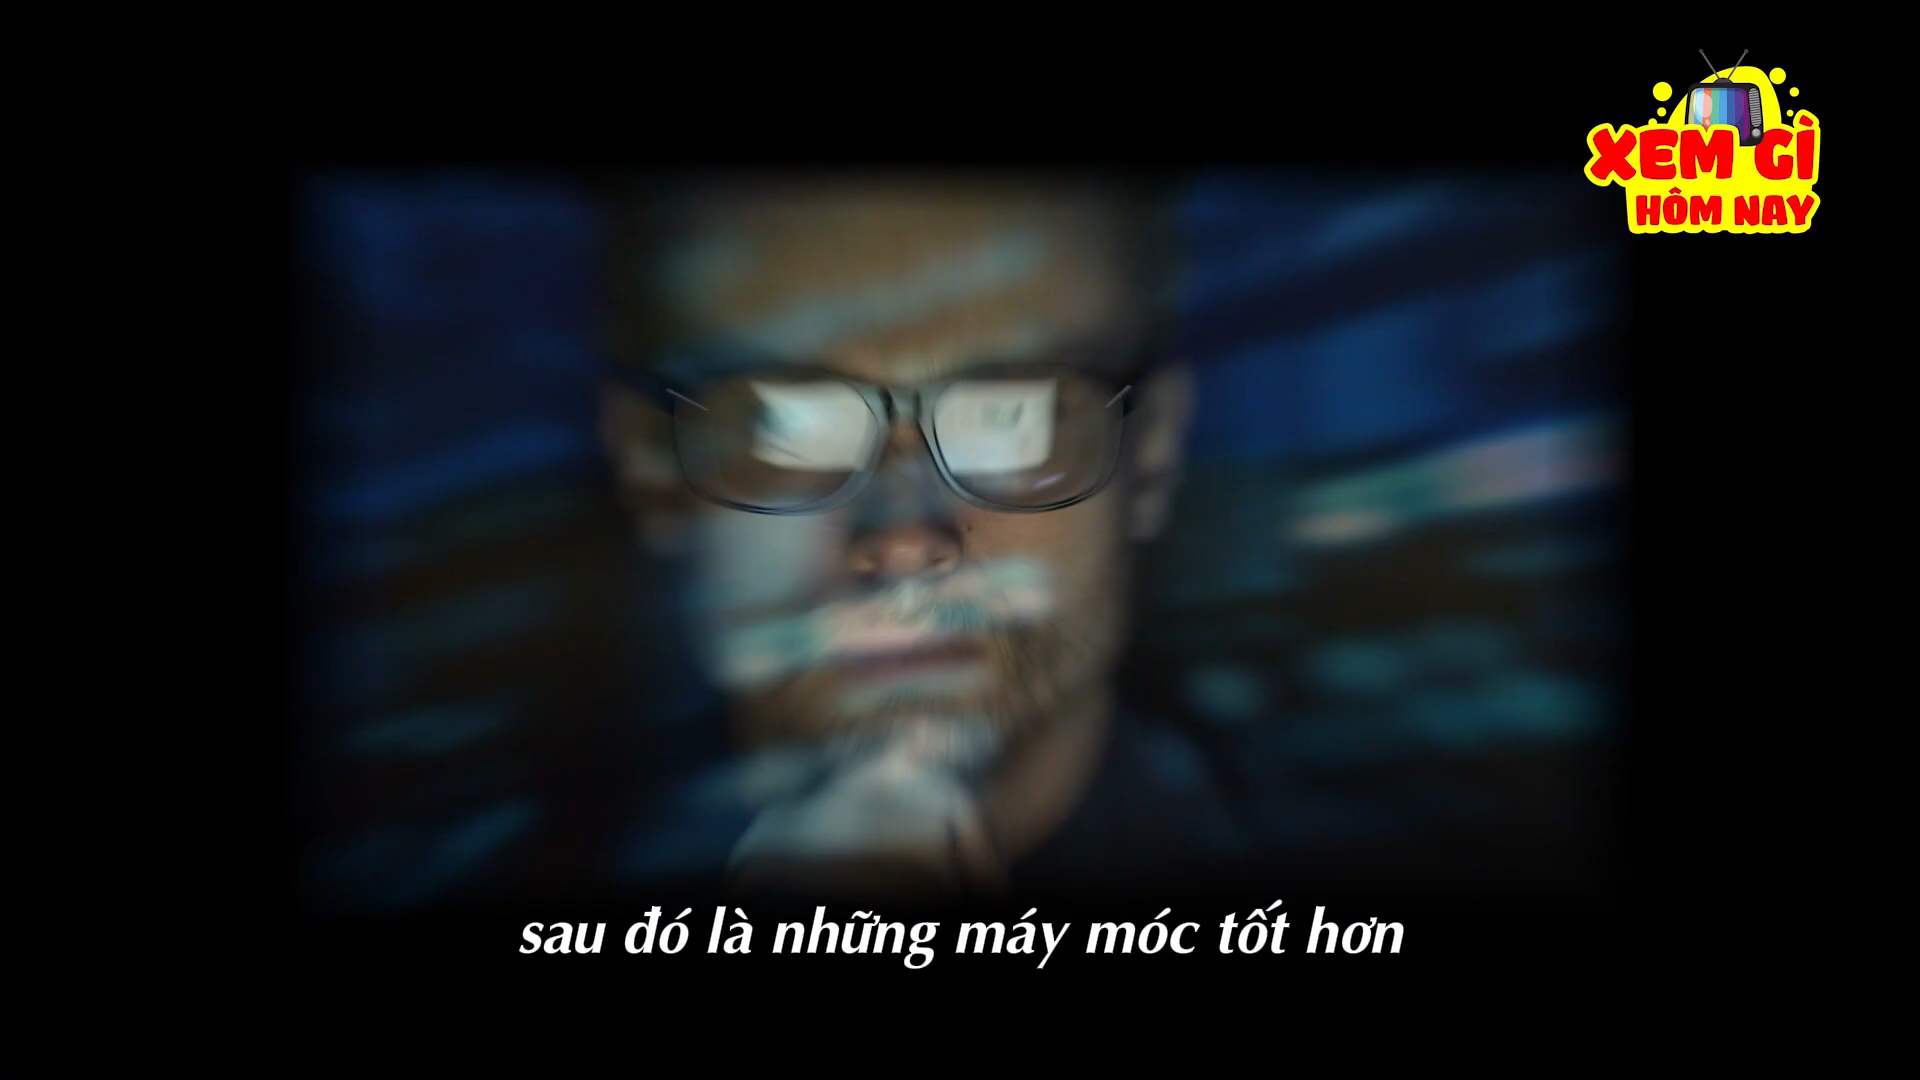 XEM GÌ
HÔM NAY
sau đó là những máy móc tốt hơn